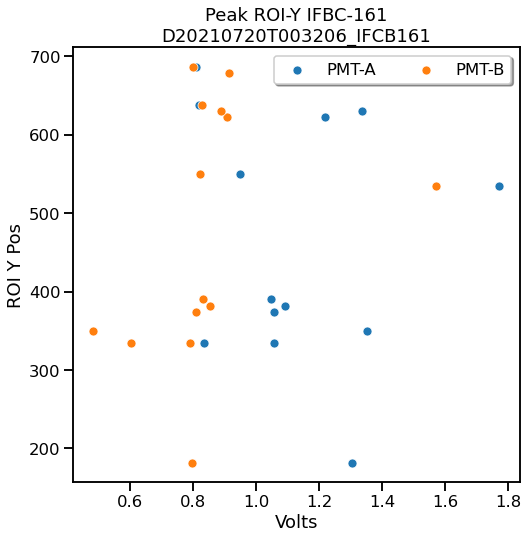 Peak ROI-Y IFBC-161
D20210720T003206_IFCB161
PMT-A PMT-B
ROI Y Pos
700
600
500
400
300
200
0.6 0.8 1.0 1.2 1.4 1.6 1.8
Volts